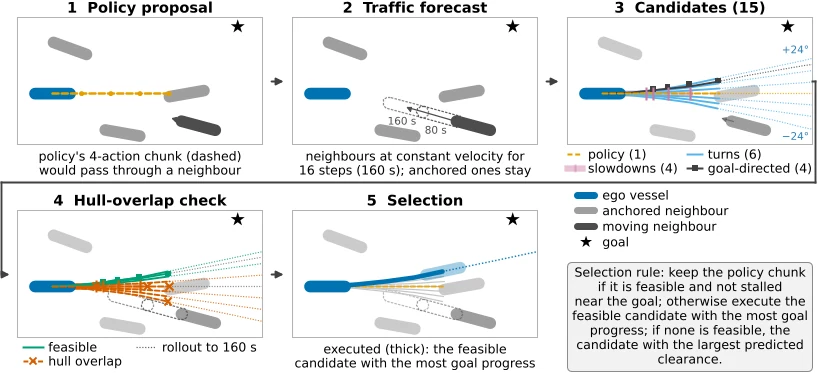 1 Policy proposal
policy's 4-action chunk (dashed)
would pass through a neighbour
2 Traffic forecast
160 s
80 s
neighbours at constant velocity for
16 steps (160 s); anchored ones stay
3 Candidates (15)
+24°
−24°
policy (1)
turns (6)
slowdowns (4)
goal-directed (4)
4 Hull-overlap check
feasible
rollout to 160 s
hull overlap
5 Selection
executed (thick): the feasible
candidate with the most goal progress
ego vessel
anchored neighbour
moving neighbour
goal
Selection rule: keep the policy chunk
if it is feasible and not stalled
near the goal; otherwise execute the
feasible candidate with the most goal
progress; if none is feasible, the
candidate with the largest predicted
clearance.